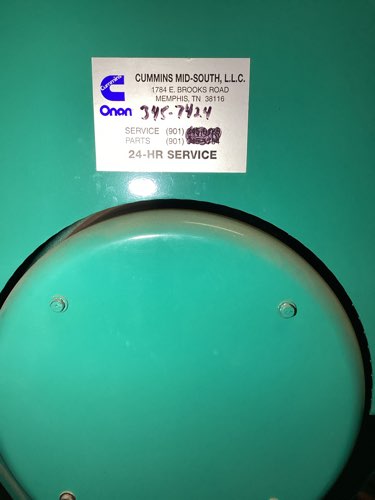 CUMMINS MID-SOUTH, L.L.C.
1784 E. BROOKS ROAD
MEMPHIS, TN 38116
Cummins
Onan 345-7424
SERVICE (901)
PARTS (901)
24-HR SERVICE